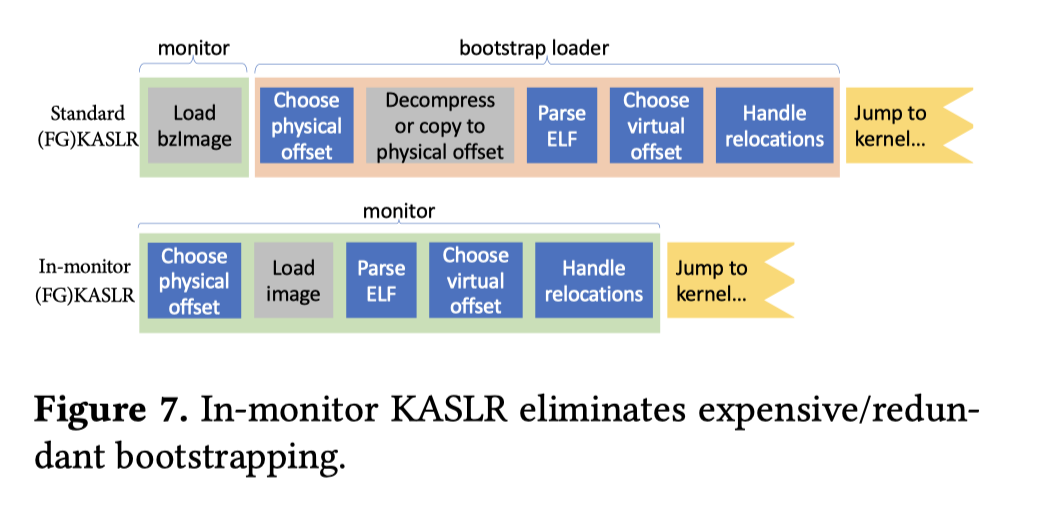 monitor
bootstrap loader
Standard
(FG)KASLR
Load
bzImage
Choose
physical
offset
Decompress
or copy to
physical offset
Parse
ELF
Choose
virtual
offset
Handle
relocations
Jump to
kernel...
monitor
In-monitor
(FG)KASLR
Choose
physical
offset
Load
image
Parse
ELF
Choose
virtual
offset
Handle
relocations
Jump to
kernel...
Figure 7. In-monitor KASLR eliminates expensive/redun-
dant bootstrapping.